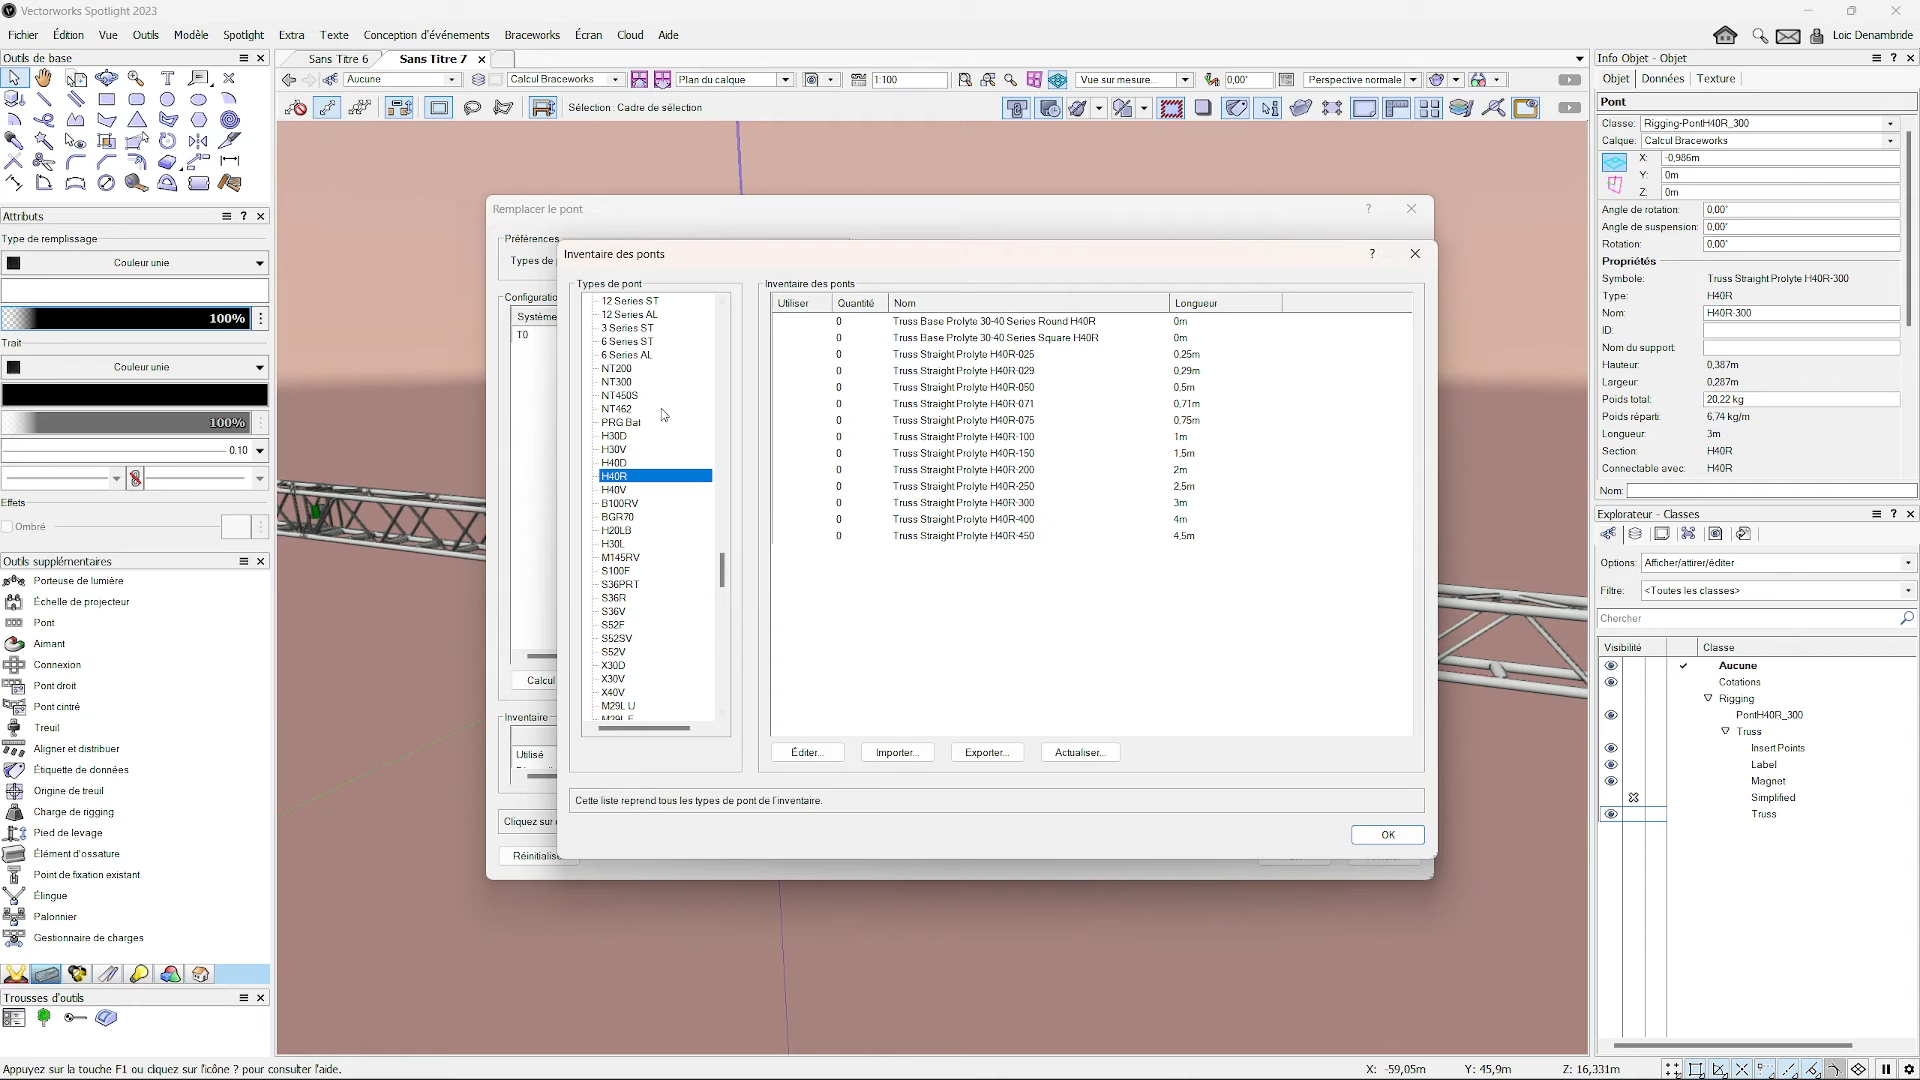 Vectorworks Spotlight 2023
Fichier Édition Vue Outils Modèle Spotlight Extra Texte Conception d'événements Braceworks Écran Cloud Aide
Loic Denambride
Outils de base
Sans Titre 6
Sans Titre 7
Aucune
Calcul Braceworks
Plan du calque
1:100
Vue sur mesure...
0,00°
Perspective normale
Sélection : Cadre de sélection
Attributs
Type de remplissage
Couleur unie
100%
Trait
Couleur unie
100%
0.10
Effets
Ombré
Outils supplémentaires
Porteuse de lumière
Échelle de projecteur
Pont
Aimant
Connexion
Pont droit
Pont cintré
Treuil
Aligner et distribuer
Étiquette de données
Origine de treuil
Charge de rigging
Pied de levage
Élément d'ossature
Point de fixation existant
Élingue
Palonnier
Gestionnaire de charges
Trousses d'outils
Remplacer le pont
Préférences
Types de
Configuratio
Système
T0
Calcul
Inventaire
Utilisé
Cliquez sur
Réinitialise
Inventaire des ponts
Types de pont
12 Series ST
12 Series AL
3 Series ST
6 Series ST
6 Series AL
NT200
NT300
NT450S
NT462
PRG Bat
H30D
H30V
H40D
H40R
H40V
B100RV
BGR70
H20LB
H30L
M145RV
S100F
S36PRT
S36R
S36V
S52F
S52SV
S52V
X30D
X30V
X40V
M29L U
M29L E
Inventaire des ponts
Utiliser Quantité Nom Longueur
0 Truss Base Prolyte 30-40 Series Round H40R 0m
0 Truss Base Prolyte 30-40 Series Square H40R 0m
0 Truss Straight Prolyte H40R-025 0,25m
0 Truss Straight Prolyte H40R-029 0,29m
0 Truss Straight Prolyte H40R-050 0,5m
0 Truss Straight Prolyte H40R-071 0,71m
0 Truss Straight Prolyte H40R-075 0,75m
0 Truss Straight Prolyte H40R-100 1m
0 Truss Straight Prolyte H40R-150 1,5m
0 Truss Straight Prolyte H40R-200 2m
0 Truss Straight Prolyte H40R-250 2,5m
0 Truss Straight Prolyte H40R-300 3m
0 Truss Straight Prolyte H40R-400 4m
0 Truss Straight Prolyte H40R-450 4,5m
Éditer... Importer... Exporter... Actualiser...
Cette liste reprend tous les types de pont de l'inventaire.
OK
Info Objet - Objet
Objet Données Texture
Pont
Classe: Rigging-PontH40R_300
Calque: Calcul Braceworks
X: -0,986m
Y: 0m
Z: 0m
Angle de rotation: 0,00°
Angle de suspension: 0,00°
Rotation: 0,00°
Propriétés
Symbole: Truss Straight Prolyte H40R-300
Type: H40R
Nom: H40R-300
ID:
Nom du support:
Hauteur: 0,387m
Largeur: 0,287m
Poids total: 20,22 kg
Poids réparti: 6,74 kg/m
Longueur: 3m
Section: H40R
Connectable avec: H40R
Nom:
Explorateur - Classes
Options: Afficher/attirer/éditer
Filtre: <Toutes les classes>
Chercher
Visibilité Classe
Aucune
Cotations
Rigging
PontH40R_300
Truss
Insert Points
Label
Magnet
Simplified
Truss
Appuyez sur la touche F1 ou cliquez sur l'icône ? pour consulter l'aide.
X: -59,05m Y: 45,9m Z: 16,331m